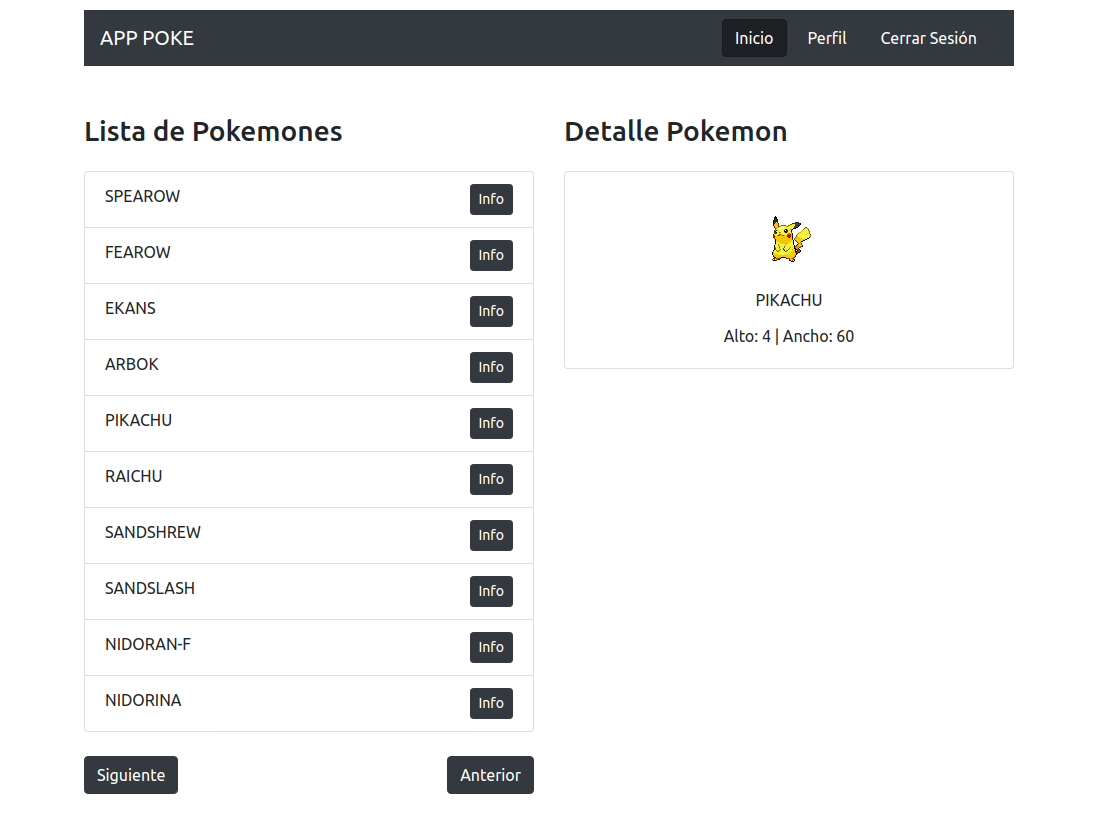 APP POKE
Inicio Perfil Cerrar Sesión
Lista de Pokemones
SPEAROW Info
FEAROW Info
EKANS Info
ARBOK Info
PIKACHU Info
RAICHU Info
SANDSHREW Info
SANDSLASH Info
NIDORAN-F Info
NIDORINA Info
Siguiente Anterior
Detalle Pokemon
PIKACHU
Alto: 4 | Ancho: 60